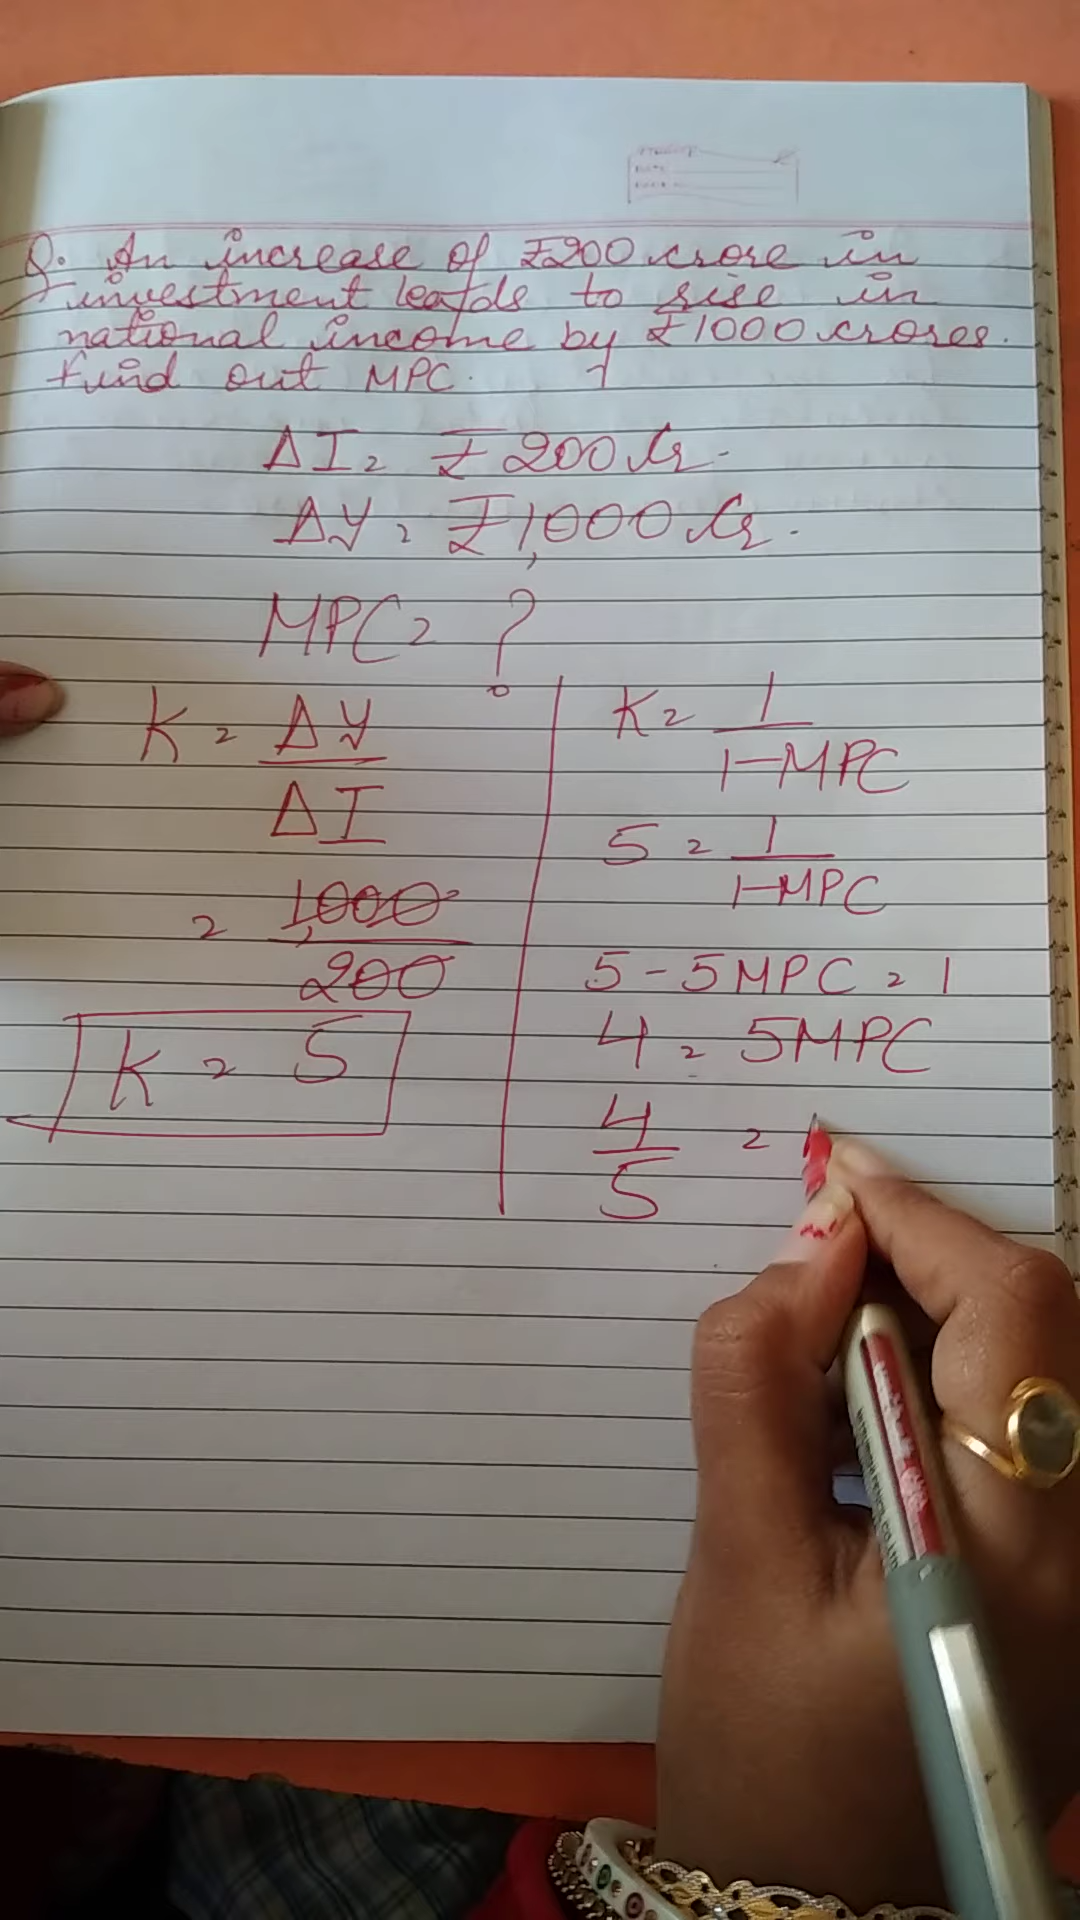 Q. An increase of ₹200 crore in
investment leads to rise in
national income by ₹1000 crores.
Find out MPC.
ΔI = ₹200 Cr.
ΔY = ₹1,000 Cr.
MPC = ?
K = ΔY
ΔI
= 1,000
200
K = 5
K = 1
1-MPC
5 = 1
1-MPC
5 - 5MPC = 1
4 = 5MPC
4
5 =